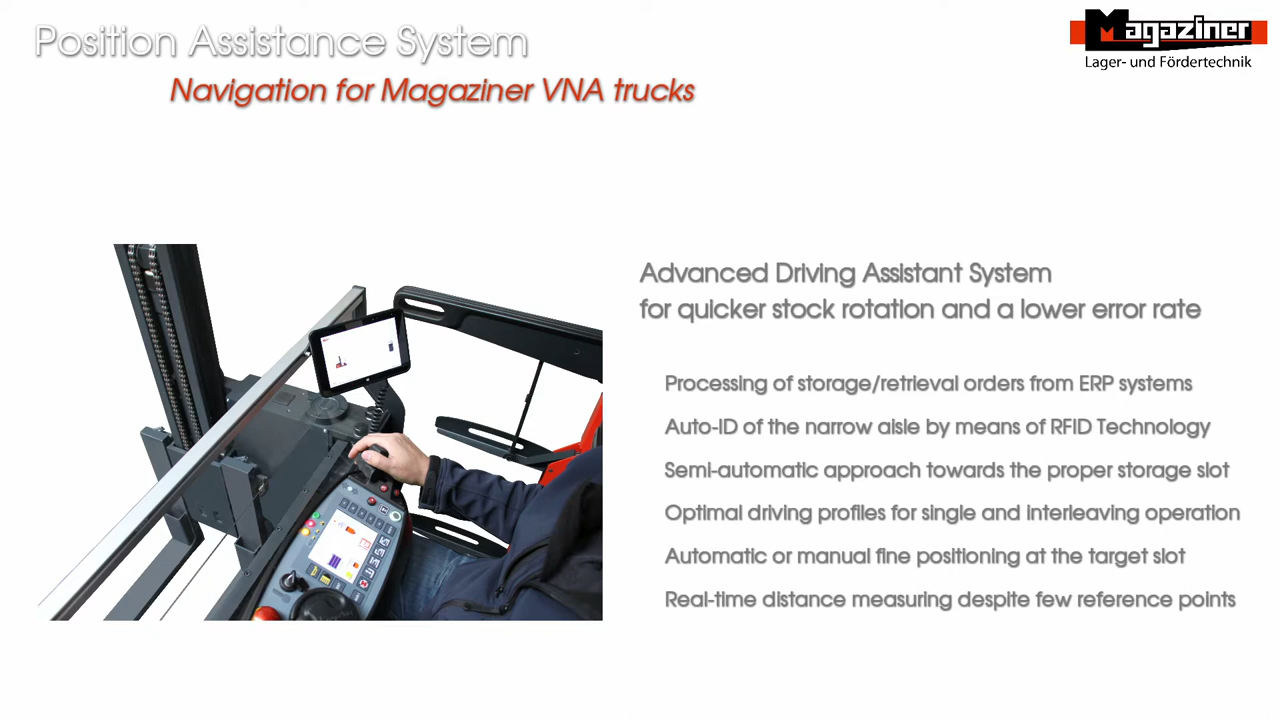 Position Assistance System
Magaziner
Lager- und Fördertechnik
Navigation for Magaziner VNA trucks
Advanced Driving Assistant System
for quicker stock rotation and a lower error rate
Processing of storage/retrieval orders from ERP systems
Auto-ID of the narrow aisle by means of RFID Technology
Semi-automatic approach towards the proper storage slot
Optimal driving profiles for single and interleaving operation
Automatic or manual fine positioning at the target slot
Real-time distance measuring despite few reference points